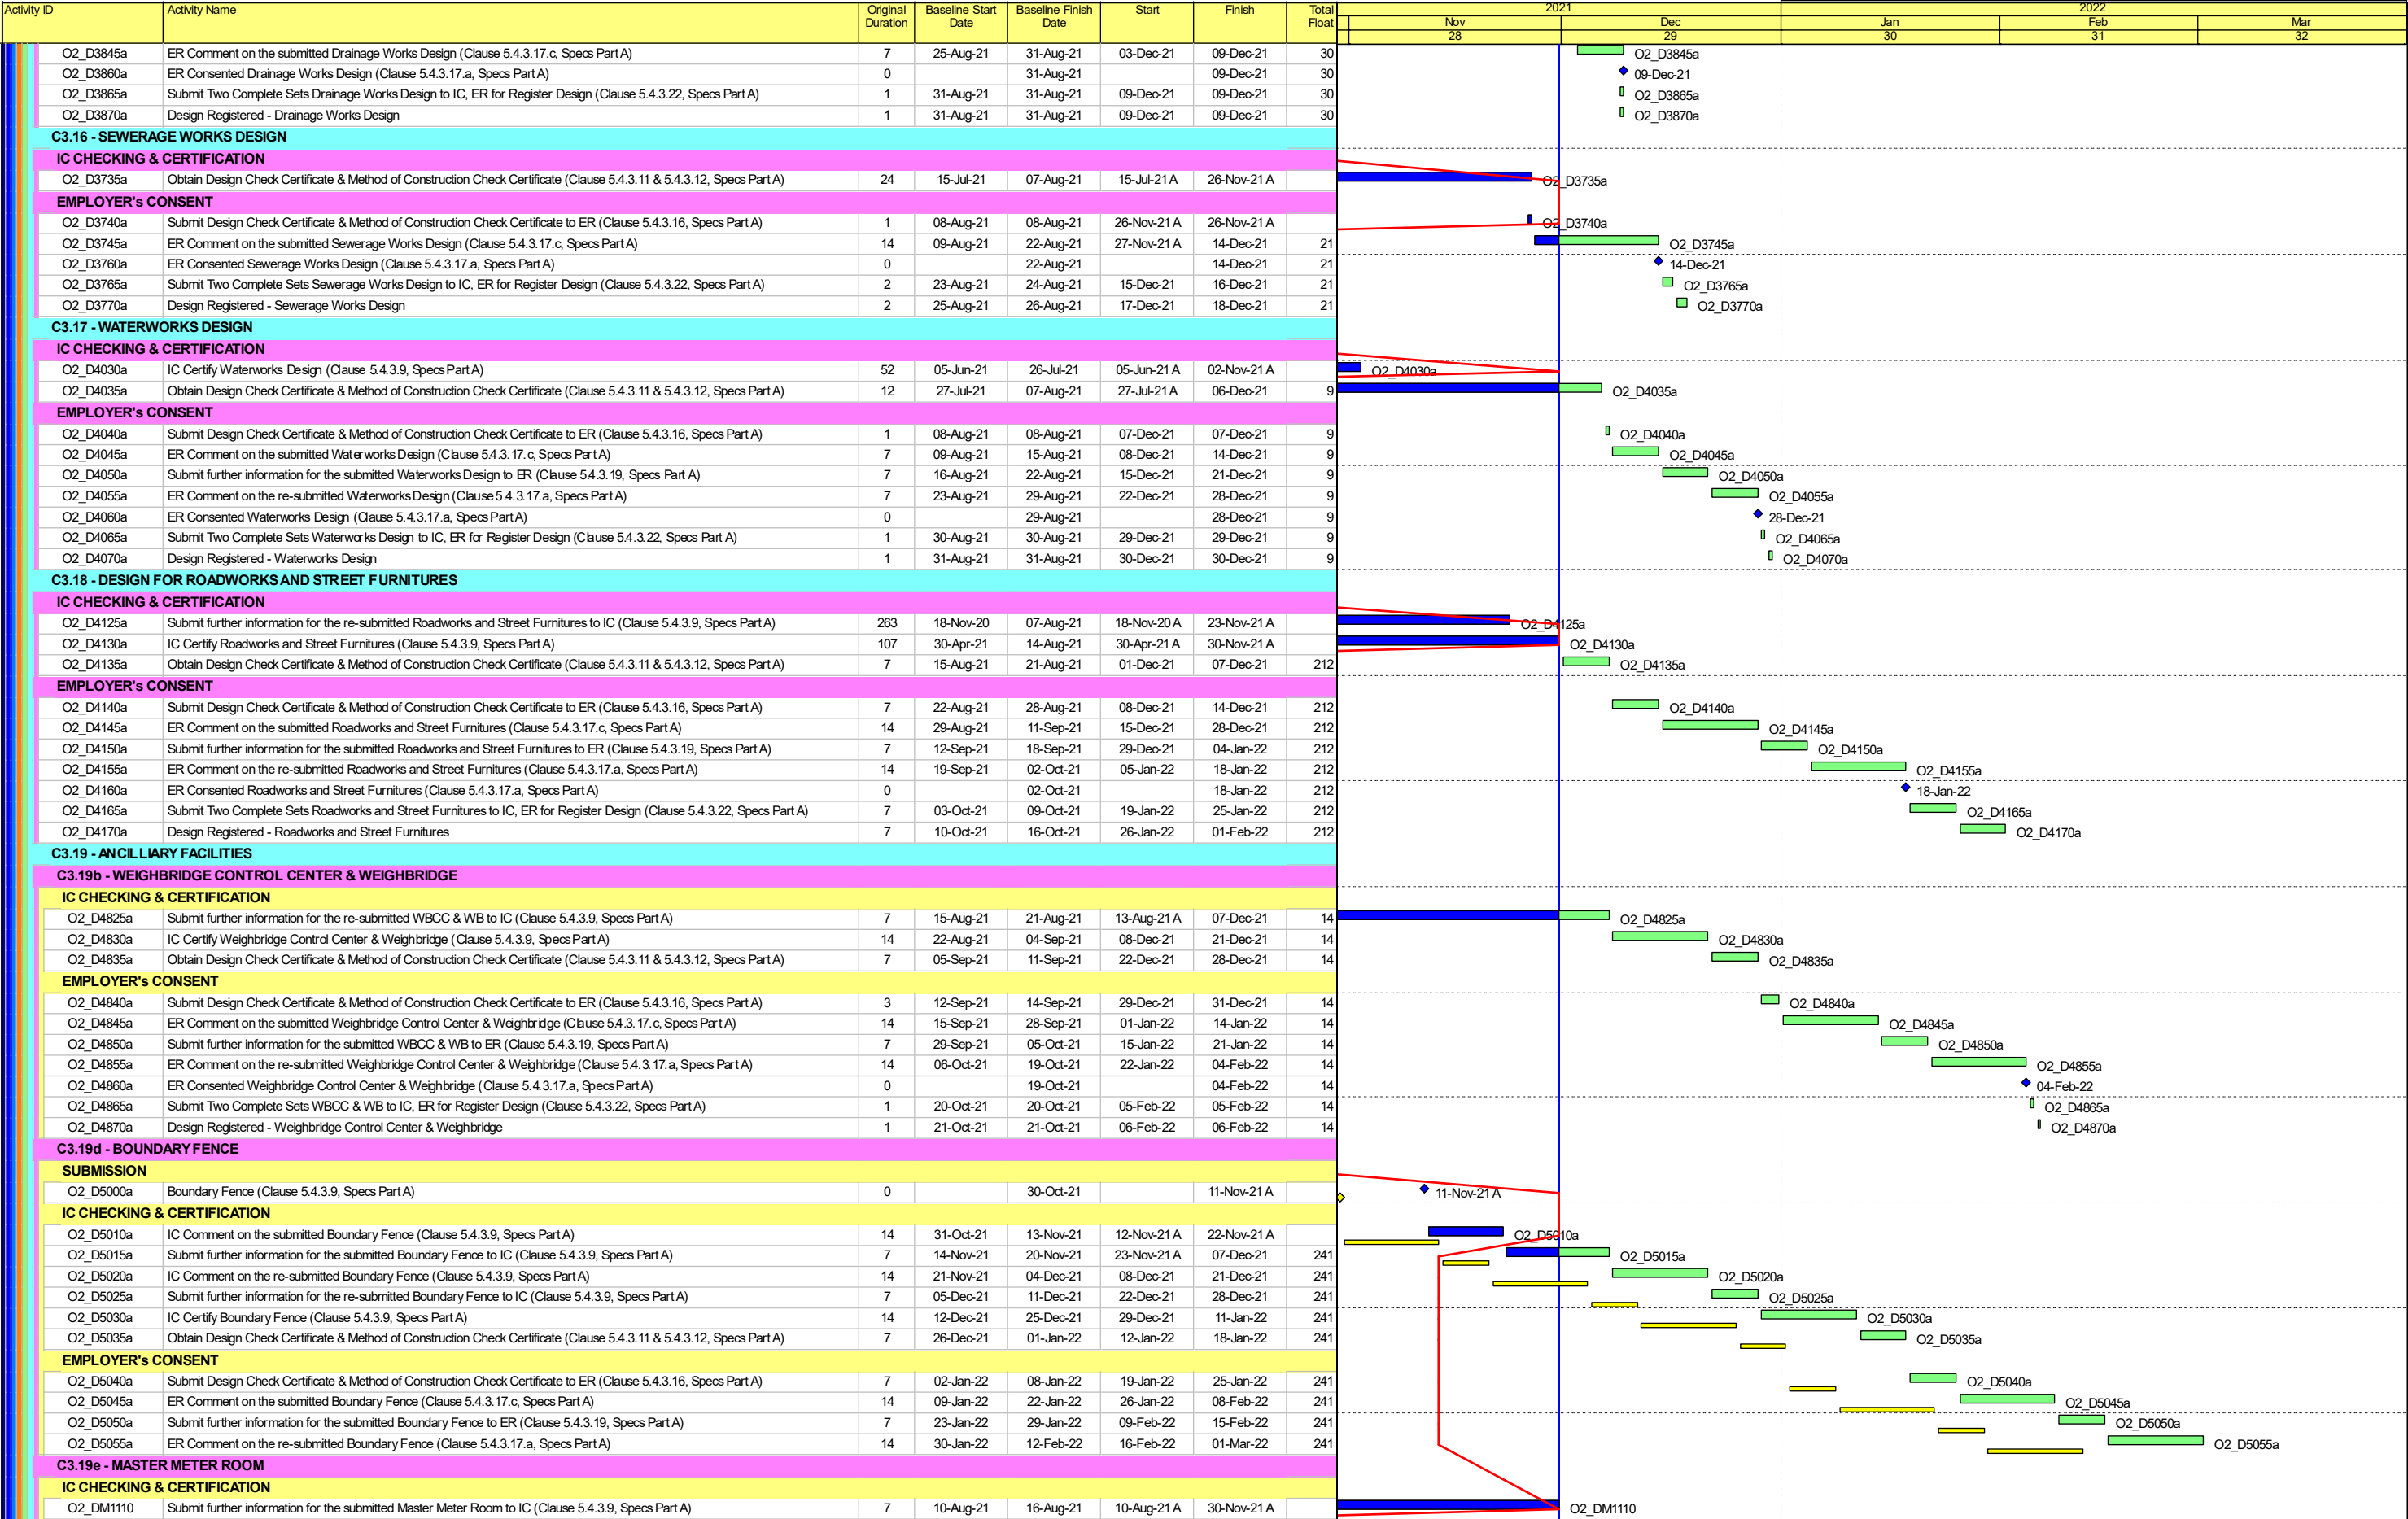 Activity ID Activity Name Original Duration Baseline Start Date Baseline Finish Date Start Finish Total Float 2021 2022
Nov Dec Jan Feb Mar
28 29 30 31 32
O2_D3845a ER Comment on the submitted Drainage Works Design (Clause 5.4.3.17.c, Specs Part A) 7 25-Aug-21 31-Aug-21 03-Dec-21 09-Dec-21 30 O2_D3845a
O2_D3860a ER Consented Drainage Works Design (Clause 5.4.3.17.a, Specs Part A) 0 31-Aug-21 09-Dec-21 30 09-Dec-21
O2_D3865a Submit Two Complete Sets Drainage Works Design to IC, ER for Register Design (Clause 5.4.3.22, Specs Part A) 1 31-Aug-21 31-Aug-21 09-Dec-21 09-Dec-21 30 O2_D3865a
O2_D3870a Design Registered - Drainage Works Design 1 31-Aug-21 31-Aug-21 09-Dec-21 09-Dec-21 30 O2_D3870a
C3.16 - SEWERAGE WORKS DESIGN
IC CHECKING & CERTIFICATION
O2_D3735a Obtain Design Check Certificate & Method of Construction Check Certificate (Clause 5.4.3.11 & 5.4.3.12, Specs Part A) 24 15-Jul-21 07-Aug-21 15-Jul-21 A 26-Nov-21 A O2_D3735a
EMPLOYER's CONSENT
O2_D3740a Submit Design Check Certificate & Method of Construction Check Certificate to ER (Clause 5.4.3.16, Specs Part A) 1 08-Aug-21 08-Aug-21 26-Nov-21 A 26-Nov-21 A O2_D3740a
O2_D3745a ER Comment on the submitted Sewerage Works Design (Clause 5.4.3.17.c, Specs Part A) 14 09-Aug-21 22-Aug-21 27-Nov-21 A 14-Dec-21 21 O2_D3745a
O2_D3760a ER Consented Sewerage Works Design (Clause 5.4.3.17.a, Specs Part A) 0 22-Aug-21 14-Dec-21 21 14-Dec-21
O2_D3765a Submit Two Complete Sets Sewerage Works Design to IC, ER for Register Design (Clause 5.4.3.22, Specs Part A) 2 23-Aug-21 24-Aug-21 15-Dec-21 16-Dec-21 21 O2_D3765a
O2_D3770a Design Registered - Sewerage Works Design 2 25-Aug-21 26-Aug-21 17-Dec-21 18-Dec-21 21 O2_D3770a
C3.17 - WATERWORKS DESIGN
IC CHECKING & CERTIFICATION
O2_D4030a IC Certify Waterworks Design (Clause 5.4.3.9, Specs Part A) 52 05-Jun-21 26-Jul-21 05-Jun-21 A 02-Nov-21 A O2_D4030a
O2_D4035a Obtain Design Check Certificate & Method of Construction Check Certificate (Clause 5.4.3.11 & 5.4.3.12, Specs Part A) 12 27-Jul-21 07-Aug-21 27-Jul-21 A 06-Dec-21 9 O2_D4035a
EMPLOYER's CONSENT
O2_D4040a Submit Design Check Certificate & Method of Construction Check Certificate to ER (Clause 5.4.3.16, Specs Part A) 1 08-Aug-21 08-Aug-21 07-Dec-21 07-Dec-21 9 O2_D4040a
O2_D4045a ER Comment on the submitted Waterworks Design (Clause 5.4.3.17.c, Specs Part A) 7 09-Aug-21 15-Aug-21 08-Dec-21 14-Dec-21 9 O2_D4045a
O2_D4050a Submit further information for the submitted Waterworks Design to ER (Clause 5.4.3.19, Specs Part A) 7 16-Aug-21 22-Aug-21 15-Dec-21 21-Dec-21 9 O2_D4050a
O2_D4055a ER Comment on the re-submitted Waterworks Design (Clause 5.4.3.17.a, Specs Part A) 7 23-Aug-21 29-Aug-21 22-Dec-21 28-Dec-21 9 O2_D4055a
O2_D4060a ER Consented Waterworks Design (Clause 5.4.3.17.a, Specs Part A) 0 29-Aug-21 28-Dec-21 9 28-Dec-21
O2_D4065a Submit Two Complete Sets Waterworks Design to IC, ER for Register Design (Clause 5.4.3.22, Specs Part A) 1 30-Aug-21 30-Aug-21 29-Dec-21 29-Dec-21 9 O2_D4065a
O2_D4070a Design Registered - Waterworks Design 1 31-Aug-21 31-Aug-21 30-Dec-21 30-Dec-21 9 O2_D4070a
C3.18 - DESIGN FOR ROADWORKS AND STREET FURNITURES
IC CHECKING & CERTIFICATION
O2_D4125a Submit further information for the re-submitted Roadworks and Street Furnitures to IC (Clause 5.4.3.9, Specs Part A) 263 18-Nov-20 07-Aug-21 18-Nov-20 A 23-Nov-21 A O2_D4125a
O2_D4130a IC Certify Roadworks and Street Furnitures (Clause 5.4.3.9, Specs Part A) 107 30-Apr-21 14-Aug-21 30-Apr-21 A 30-Nov-21 A O2_D4130a
O2_D4135a Obtain Design Check Certificate & Method of Construction Check Certificate (Clause 5.4.3.11 & 5.4.3.12, Specs Part A) 7 15-Aug-21 21-Aug-21 01-Dec-21 07-Dec-21 212 O2_D4135a
EMPLOYER's CONSENT
O2_D4140a Submit Design Check Certificate & Method of Construction Check Certificate to ER (Clause 5.4.3.16, Specs Part A) 7 22-Aug-21 28-Aug-21 08-Dec-21 14-Dec-21 212 O2_D4140a
O2_D4145a ER Comment on the submitted Roadworks and Street Furnitures (Clause 5.4.3.17.c, Specs Part A) 14 29-Aug-21 11-Sep-21 15-Dec-21 28-Dec-21 212 O2_D4145a
O2_D4150a Submit further information for the submitted Roadworks and Street Furnitures to ER (Clause 5.4.3.19, Specs Part A) 7 12-Sep-21 18-Sep-21 29-Dec-21 04-Jan-22 212 O2_D4150a
O2_D4155a ER Comment on the re-submitted Roadworks and Street Furnitures (Clause 5.4.3.17.a, Specs Part A) 14 19-Sep-21 02-Oct-21 05-Jan-22 18-Jan-22 212 O2_D4155a
O2_D4160a ER Consented Roadworks and Street Furnitures (Clause 5.4.3.17.a, Specs Part A) 0 02-Oct-21 18-Jan-22 212 18-Jan-22
O2_D4165a Submit Two Complete Sets Roadworks and Street Furnitures to IC, ER for Register Design (Clause 5.4.3.22, Specs Part A) 7 03-Oct-21 09-Oct-21 19-Jan-22 25-Jan-22 212 O2_D4165a
O2_D4170a Design Registered - Roadworks and Street Furnitures 7 10-Oct-21 16-Oct-21 26-Jan-22 01-Feb-22 212 O2_D4170a
C3.19 - ANCILLIARY FACILITIES
C3.19b - WEIGHBRIDGE CONTROL CENTER & WEIGHBRIDGE
IC CHECKING & CERTIFICATION
O2_D4825a Submit further information for the re-submitted WBCC & WB to IC (Clause 5.4.3.9, Specs Part A) 7 15-Aug-21 21-Aug-21 13-Aug-21 A 07-Dec-21 14 O2_D4825a
O2_D4830a IC Certify Weighbridge Control Center & Weighbridge (Clause 5.4.3.9, Specs Part A) 14 22-Aug-21 04-Sep-21 08-Dec-21 21-Dec-21 14 O2_D4830a
O2_D4835a Obtain Design Check Certificate & Method of Construction Check Certificate (Clause 5.4.3.11 & 5.4.3.12, Specs Part A) 7 05-Sep-21 11-Sep-21 22-Dec-21 28-Dec-21 14 O2_D4835a
EMPLOYER's CONSENT
O2_D4840a Submit Design Check Certificate & Method of Construction Check Certificate to ER (Clause 5.4.3.16, Specs Part A) 3 12-Sep-21 14-Sep-21 29-Dec-21 31-Dec-21 14 O2_D4840a
O2_D4845a ER Comment on the submitted Weighbridge Control Center & Weighbridge (Clause 5.4.3.17.c, Specs Part A) 14 15-Sep-21 28-Sep-21 01-Jan-22 14-Jan-22 14 O2_D4845a
O2_D4850a Submit further information for the submitted WBCC & WB to ER (Clause 5.4.3.19, Specs Part A) 7 29-Sep-21 05-Oct-21 15-Jan-22 21-Jan-22 14 O2_D4850a
O2_D4855a ER Comment on the re-submitted Weighbridge Control Center & Weighbridge (Clause 5.4.3.17.a, Specs Part A) 14 06-Oct-21 19-Oct-21 22-Jan-22 04-Feb-22 14 O2_D4855a
O2_D4860a ER Consented Weighbridge Control Center & Weighbridge (Clause 5.4.3.17.a, Specs Part A) 0 19-Oct-21 04-Feb-22 14 04-Feb-22
O2_D4865a Submit Two Complete Sets WBCC & WB to IC, ER for Register Design (Clause 5.4.3.22, Specs Part A) 1 20-Oct-21 20-Oct-21 05-Feb-22 05-Feb-22 14 O2_D4865a
O2_D4870a Design Registered - Weighbridge Control Center & Weighbridge 1 21-Oct-21 21-Oct-21 06-Feb-22 06-Feb-22 14 O2_D4870a
C3.19d - BOUNDARY FENCE
SUBMISSION
O2_D5000a Boundary Fence (Clause 5.4.3.9, Specs Part A) 0 30-Oct-21 11-Nov-21 A 11-Nov-21 A
IC CHECKING & CERTIFICATION
O2_D5010a IC Comment on the submitted Boundary Fence (Clause 5.4.3.9, Specs Part A) 14 31-Oct-21 13-Nov-21 12-Nov-21 A 22-Nov-21 A O2_D5010a
O2_D5015a Submit further information for the submitted Boundary Fence to IC (Clause 5.4.3.9, Specs Part A) 7 14-Nov-21 20-Nov-21 23-Nov-21 A 07-Dec-21 241 O2_D5015a
O2_D5020a IC Comment on the re-submitted Boundary Fence (Clause 5.4.3.9, Specs Part A) 14 21-Nov-21 04-Dec-21 08-Dec-21 21-Dec-21 241 O2_D5020a
O2_D5025a Submit further information for the re-submitted Boundary Fence to IC (Clause 5.4.3.9, Specs Part A) 7 05-Dec-21 11-Dec-21 22-Dec-21 28-Dec-21 241 O2_D5025a
O2_D5030a IC Certify Boundary Fence (Clause 5.4.3.9, Specs Part A) 14 12-Dec-21 25-Dec-21 29-Dec-21 11-Jan-22 241 O2_D5030a
O2_D5035a Obtain Design Check Certificate & Method of Construction Check Certificate (Clause 5.4.3.11 & 5.4.3.12, Specs Part A) 7 26-Dec-21 01-Jan-22 12-Jan-22 18-Jan-22 241 O2_D5035a
EMPLOYER's CONSENT
O2_D5040a Submit Design Check Certificate & Method of Construction Check Certificate to ER (Clause 5.4.3.16, Specs Part A) 7 02-Jan-22 08-Jan-22 19-Jan-22 25-Jan-22 241 O2_D5040a
O2_D5045a ER Comment on the submitted Boundary Fence (Clause 5.4.3.17.c, Specs Part A) 14 09-Jan-22 22-Jan-22 26-Jan-22 08-Feb-22 241 O2_D5045a
O2_D5050a Submit further information for the submitted Boundary Fence to ER (Clause 5.4.3.19, Specs Part A) 7 23-Jan-22 29-Jan-22 09-Feb-22 15-Feb-22 241 O2_D5050a
O2_D5055a ER Comment on the re-submitted Boundary Fence (Clause 5.4.3.17.a, Specs Part A) 14 30-Jan-22 12-Feb-22 16-Feb-22 01-Mar-22 241 O2_D5055a
C3.19e - MASTER METER ROOM
IC CHECKING & CERTIFICATION
O2_DM1110 Submit further information for the submitted Master Meter Room to IC (Clause 5.4.3.9, Specs Part A) 7 10-Aug-21 16-Aug-21 10-Aug-21 A 30-Nov-21 A O2_DM1110